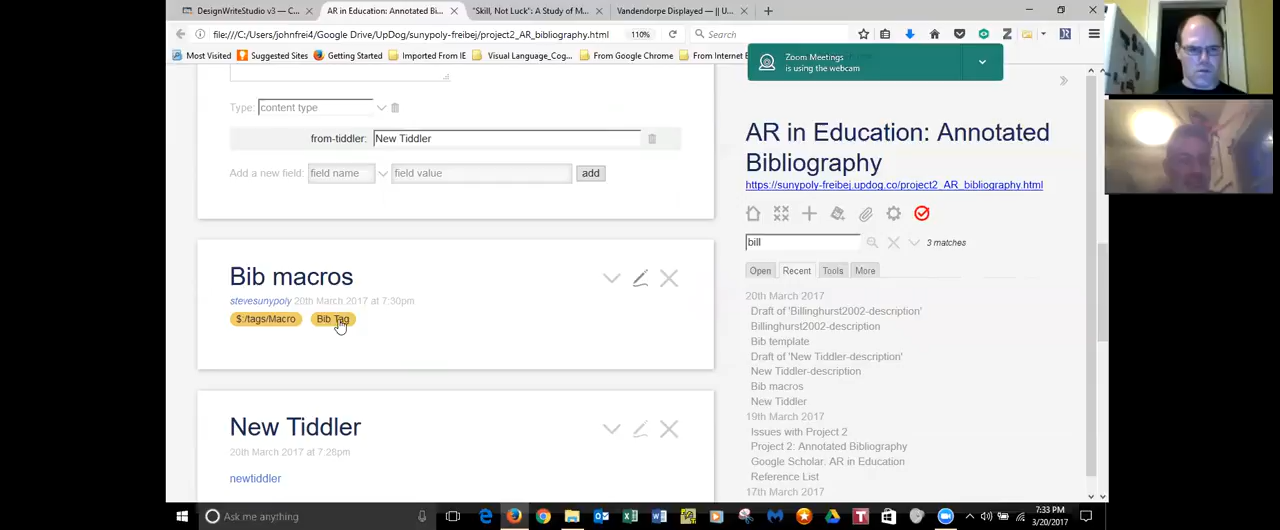 DesignWriteStudio v3 — C...
AR in Education: Annotated Bi...
"Skill, Not Luck": A Study of M...
Vandendorpe Displayed — || U...
file:///C:/Users/johnfrei4/Google Drive/UpDog/sunypoly-freibej/project2_AR_bibliography.html
110%
Search
Most Visited
Suggested Sites
Getting Started
Imported From IE
Visual Language_Cog...
From Google Chrome
From Internet E
Zoom Meetings
is using the webcam
Type:
content type
from-tiddler:
New Tiddler
Add a new field:
field name
field value
add
Bib macros
stevesunypoly 20th March 2017 at 7:30pm
$:/tags/Macro
Bib Tag
New Tiddler
20th March 2017 at 7:28pm
newtiddler
AR in Education: Annotated
Bibliography
https://sunypoly-freibej.updog.co/project2_AR_bibliography.html
bill
3 matches
Open
Recent
Tools
More
20th March 2017
Draft of 'Billinghurst2002-description'
Billinghurst2002-description
Bib template
Draft of 'New Tiddler-description'
New Tiddler-description
Bib macros
New Tiddler
19th March 2017
Issues with Project 2
Project 2: Annotated Bibliography
Google Scholar. AR in Education
Reference List
17th March 2017
Ask me anything
7:33 PM
3/20/2017